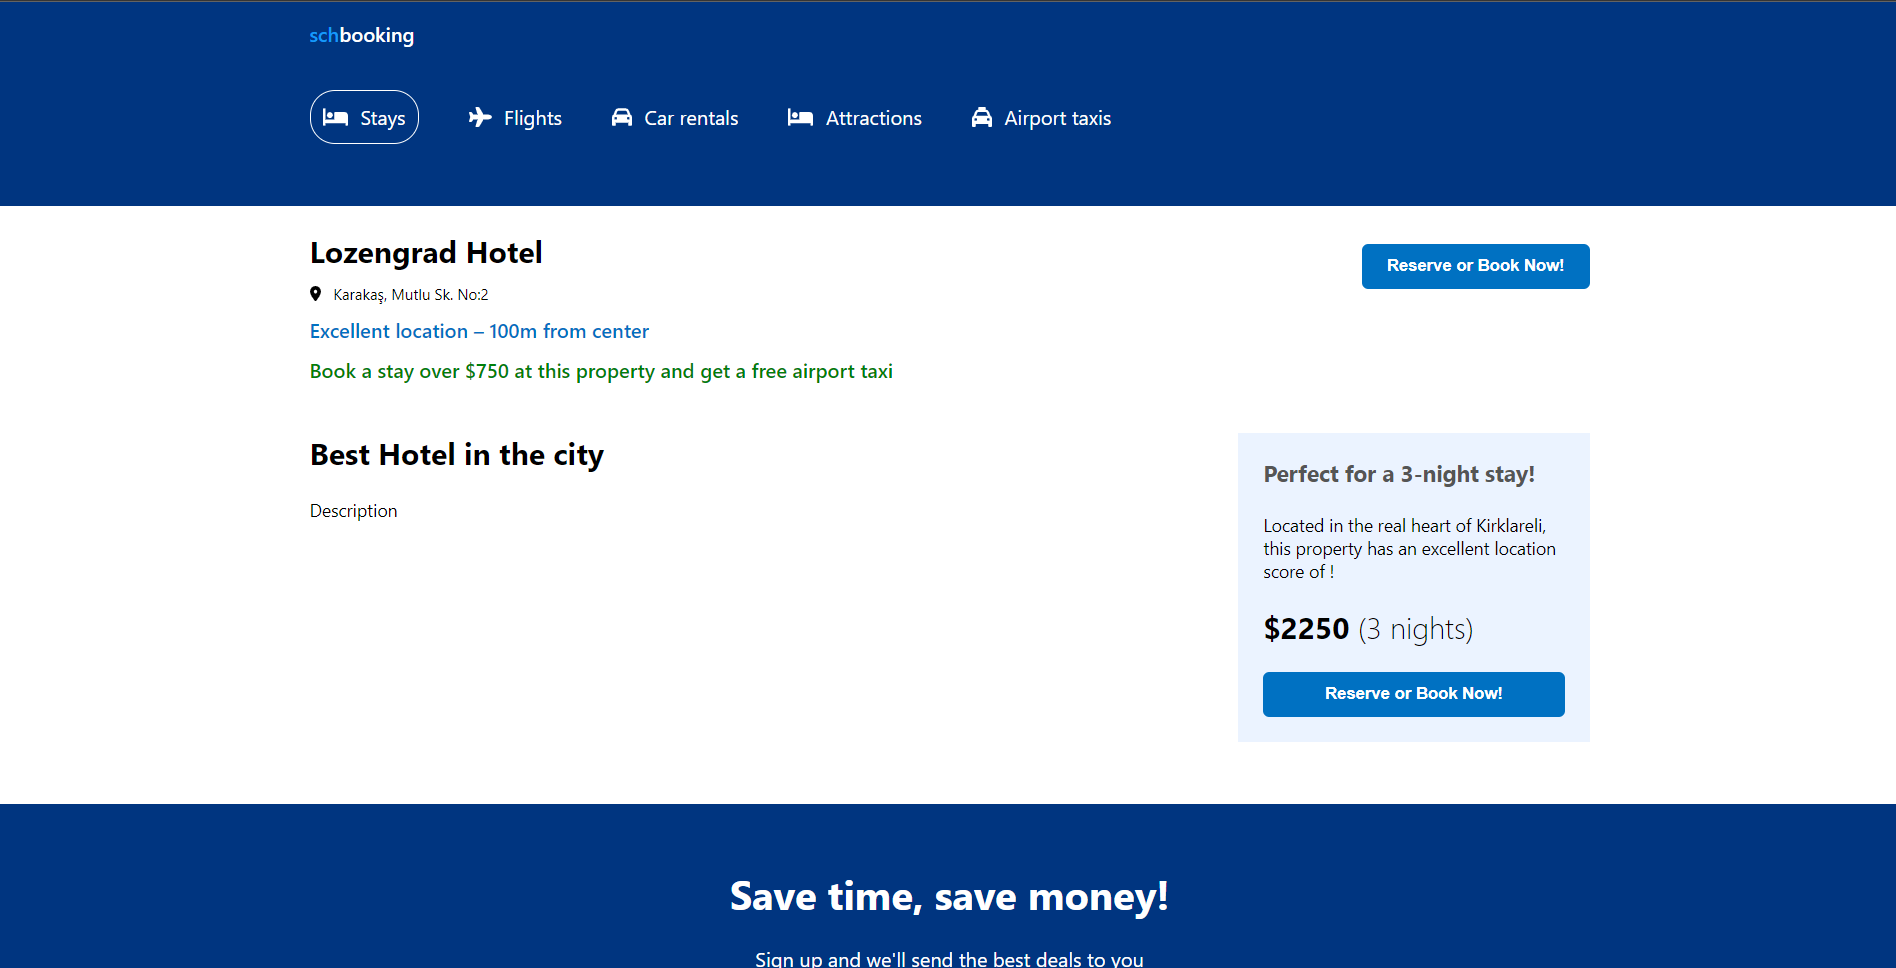 schbooking
Stays Flights Car rentals Attractions Airport taxis
Lozengrad Hotel
Reserve or Book Now!
Karakaş, Mutlu Sk. No:2
Excellent location – 100m from center
Book a stay over $750 at this property and get a free airport taxi
Best Hotel in the city
Description
Perfect for a 3-night stay!
Located in the real heart of Kirklareli,
this property has an excellent location
score of !
$2250 (3 nights)
Reserve or Book Now!
Save time, save money!
Sign up and we'll send the best deals to you